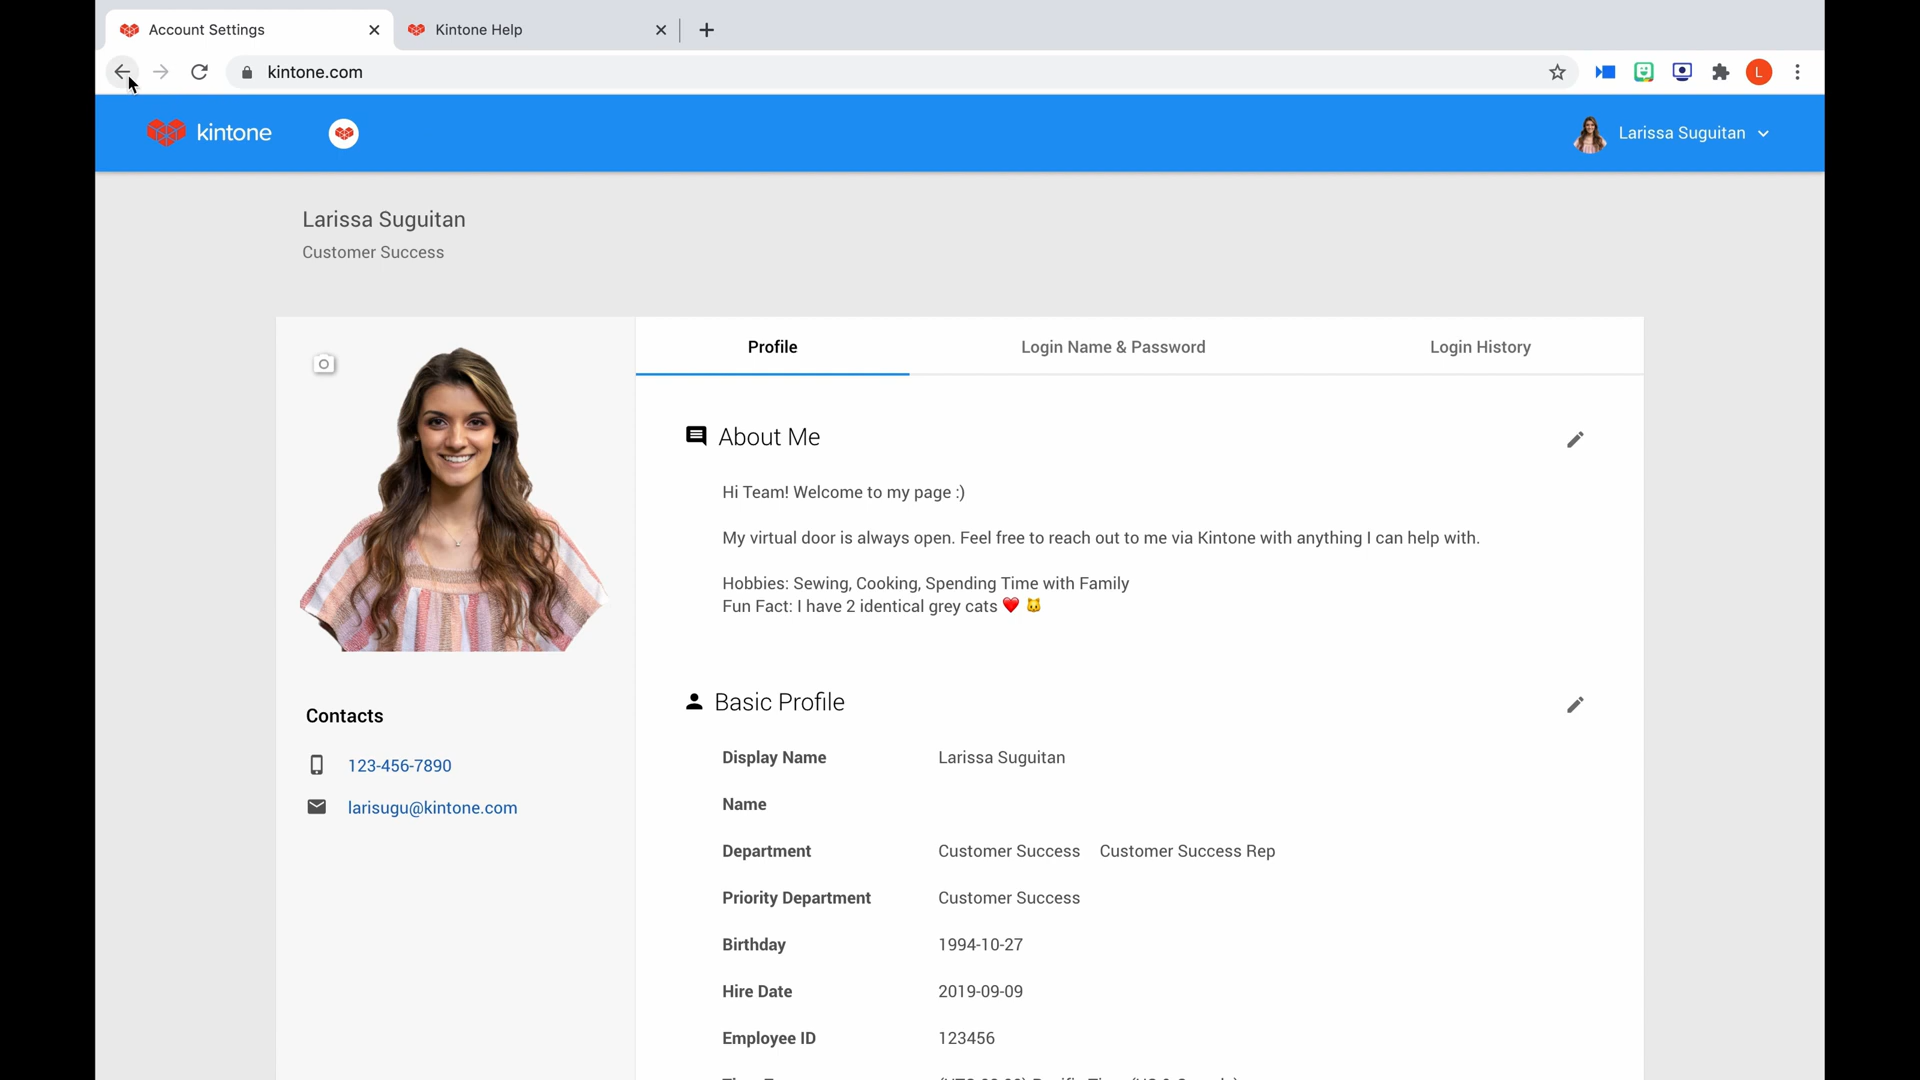 Account Settings
Kintone Help
kintone.com
L
kintone
Larissa Suguitan
Larissa Suguitan
Customer Success
Profile
Login Name & Password
Login History
About Me
Hi Team! Welcome to my page :)
My virtual door is always open. Feel free to reach out to me via Kintone with anything I can help with.
Hobbies: Sewing, Cooking, Spending Time with Family
Fun Fact: I have 2 identical grey cats ❤️ 🐱
Contacts
123-456-7890
larisugu@kintone.com
Basic Profile
Display Name Larissa Suguitan
Name
Department Customer Success Customer Success Rep
Priority Department Customer Success
Birthday 1994-10-27
Hire Date 2019-09-09
Employee ID 123456